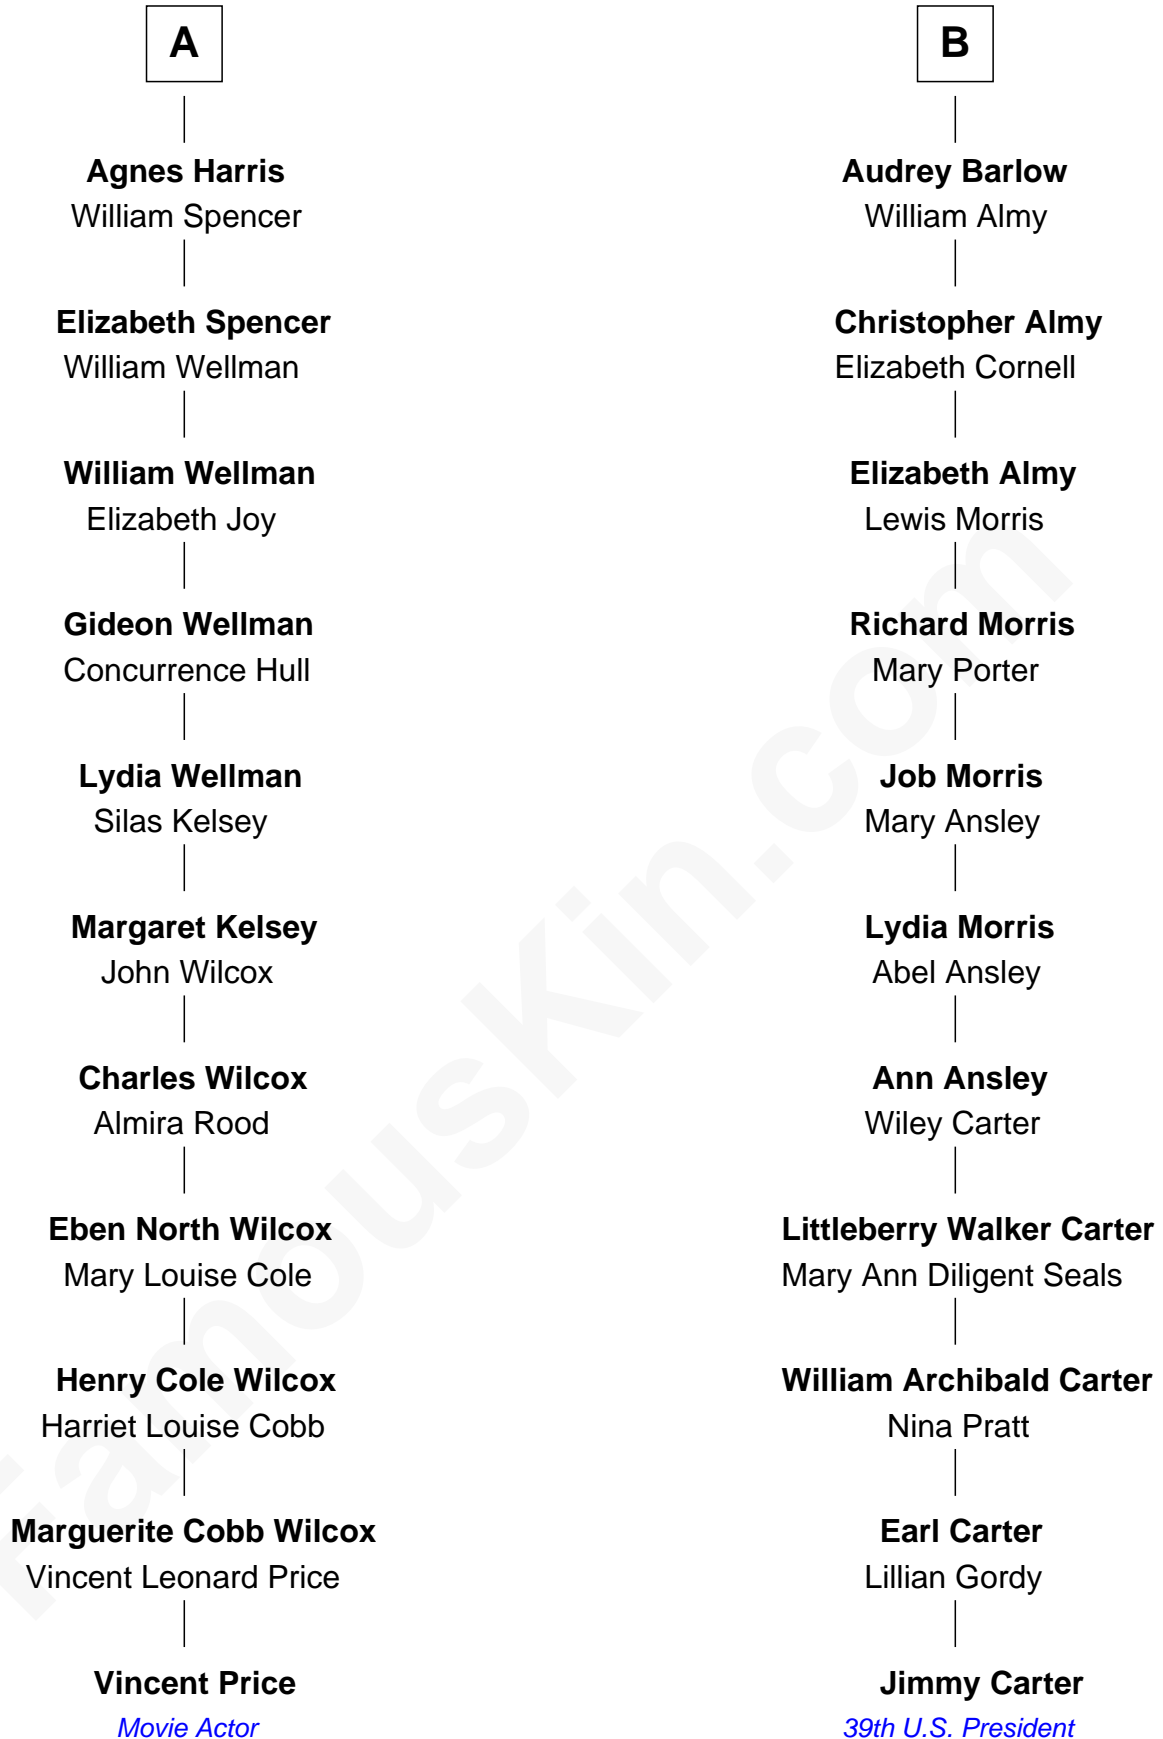 A
Agnes Harris
William Spencer
Elizabeth Spencer
William Wellman
William Wellman
Elizabeth Joy
Gideon Wellman
Concurrence Hull
Lydia Wellman
Silas Kelsey
Margaret Kelsey
John Wilcox
Charles Wilcox
Almira Rood
Eben North Wilcox
Mary Louise Cole
Henry Cole Wilcox
Harriet Louise Cobb
Marguerite Cobb Wilcox
Vincent Leonard Price
Vincent Price
Movie Actor
B
Audrey Barlow
William Almy
Christopher Almy
Elizabeth Cornell
Elizabeth Almy
Lewis Morris
Richard Morris
Mary Porter
Job Morris
Mary Ansley
Lydia Morris
Abel Ansley
Ann Ansley
Wiley Carter
Littleberry Walker Carter
Mary Ann Diligent Seals
William Archibald Carter
Nina Pratt
Earl Carter
Lillian Gordy
Jimmy Carter
39th U.S. President
FamousKin.com